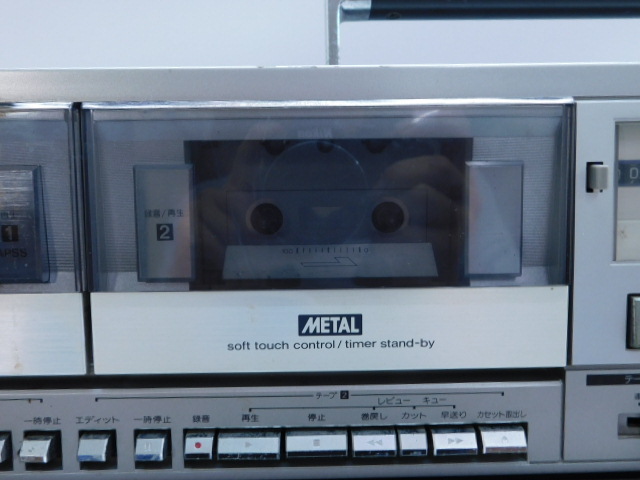 METAL
録音/再生
2
1
APSS
METAL
soft touch control/timer stand-by
テープ 2
レビュー キュー
一時停止 エディット 一時停止 録音 再生 停止 巻戻し カット 早送り カセット取出し